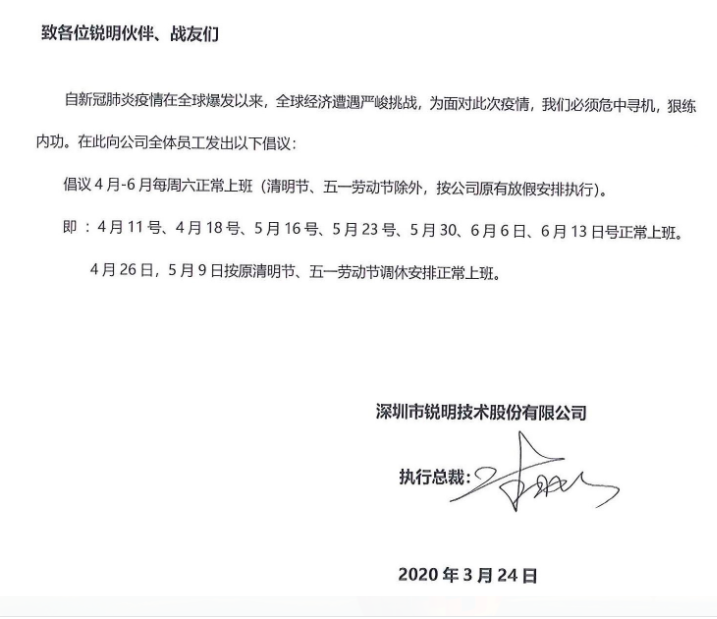 致各位锐明伙伴、战友们
自新冠肺炎疫情在全球爆发以来，全球经济遭遇严峻挑战，为面对此次疫情，我们必须危中寻机，狠练
内功。在此向公司全体员工发出以下倡议：
倡议 4 月-6 月每周六正常上班（清明节、五一劳动节除外，按公司原有放假安排执行）。
即 ：4 月 11 号、4 月 18 号、5 月 16 号、5 月 23 号、5 月 30、6 月 6 日、6 月 13 日号正常上班。
4 月 26 日，5 月 9 日按原清明节、五一劳动节调休安排正常上班。
深圳市锐明技术股份有限公司
执行总裁：
2020 年 3 月 24 日